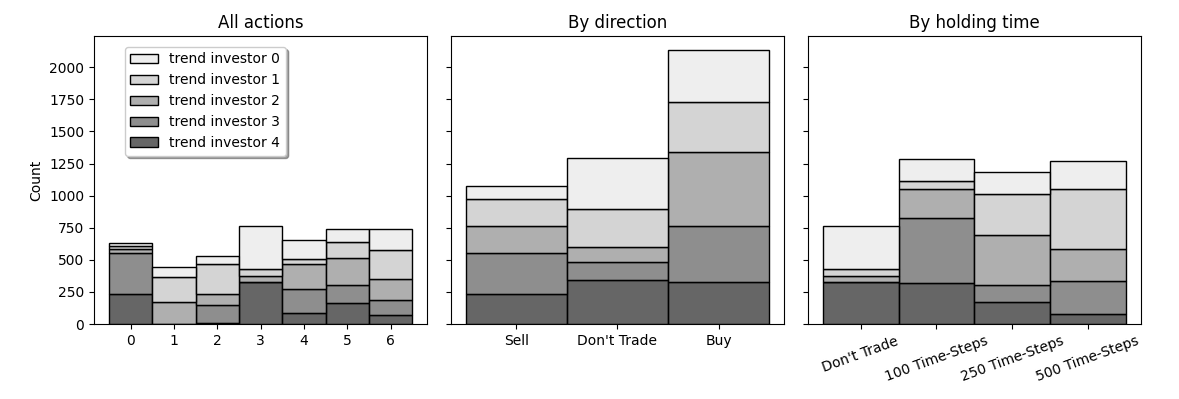 All actions
By direction
By holding time
trend investor 0
trend investor 1
trend investor 2
trend investor 3
trend investor 4
Count
2000
1750
1500
1250
1000
750
500
250
0
0 1 2 3 4 5 6
Sell Don't Trade Buy
Don't Trade 100 Time-Steps 250 Time-Steps 500 Time-Steps